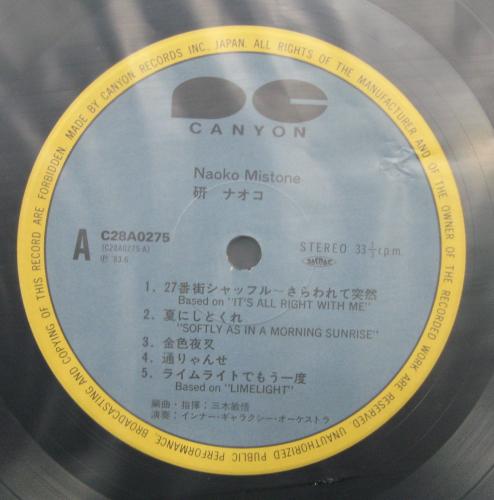 MADE BY CANYON RECORDS INC. JAPAN. ALL RIGHTS OF THE MANUFACTURER AND OF THE OWNER OF THE RECORDED WORK ARE RESERVED. UNAUTHORIZED PUBLIC PERFORMANCE. BROADCASTING AND COPYING OF THIS RECORD ARE FORBIDDEN.
CANYON
Naoko Mistone
研 ナオコ
A
C28A0275
(C28A0275-A)
Ⓟ '83.6
STEREO 33 1/3 r.p.m.
1. 27番街シャッフル〜さらわれて突然
Based on "IT'S ALL RIGHT WITH ME"
2. 夏にしとくれ
"SOFTLY AS IN A MORNING SUNRISE"
3. 金色夜叉
4. 通りゃんせ
5. ライムライトでもう一度
Based on "LIMELIGHT"
編曲・指揮:三木敏悟
演奏:インナー・ギャラクシー・オーケストラ